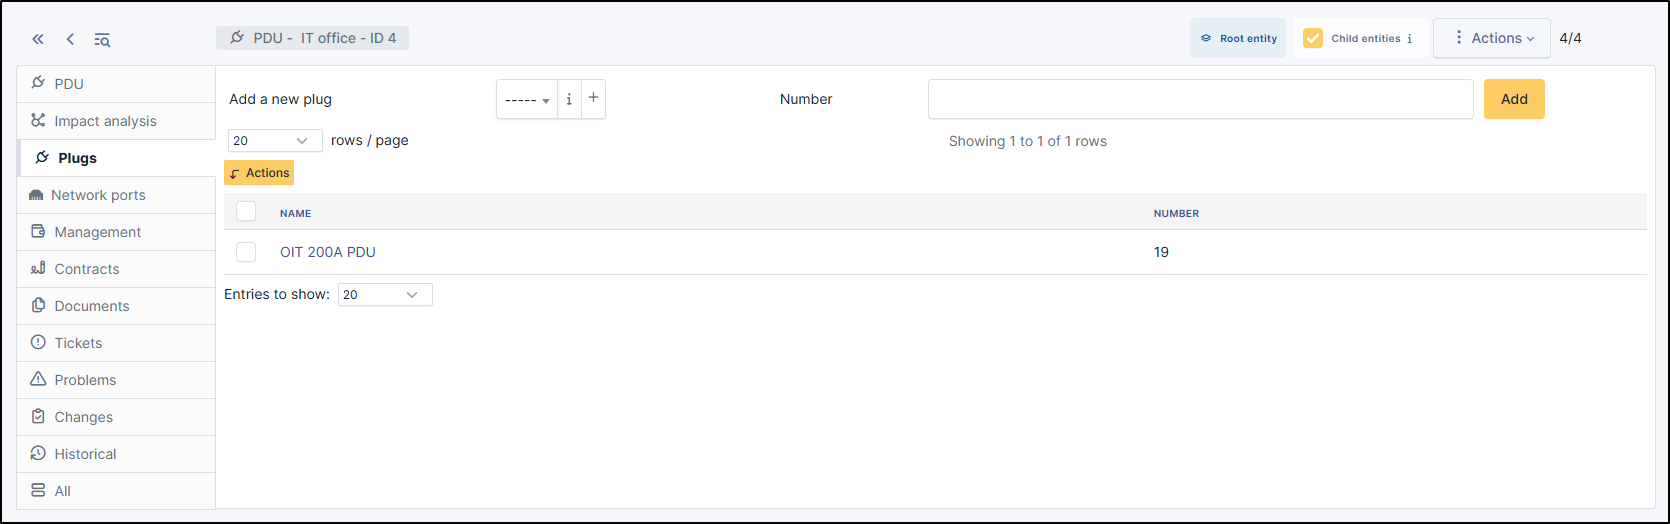 PDU - IT office - ID 4
Root entity
Child entities i
Actions
4/4
PDU
Impact analysis
Plugs
Network ports
Management
Contracts
Documents
Tickets
Problems
Changes
Historical
All
Add a new plug
----- i +
Number
Add
20 rows / page
Showing 1 to 1 of 1 rows
Actions
NAME NUMBER
OIT 200A PDU 19
Entries to show: 20